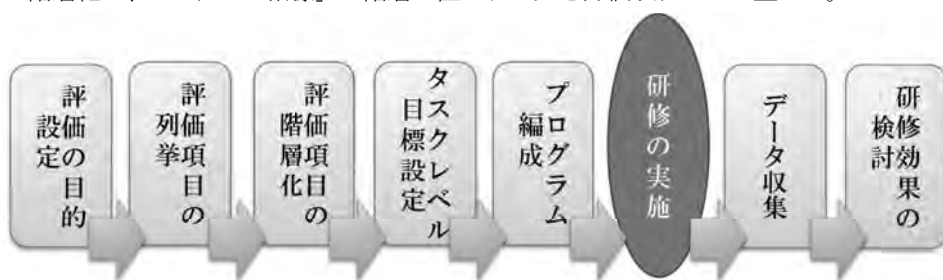 評価の目的
設定
評価項目の
列挙
評価項目の
階層化
タスクレベル
目標設定
プログラム
編成
研修の実施
データ収集
研修効果の
検討